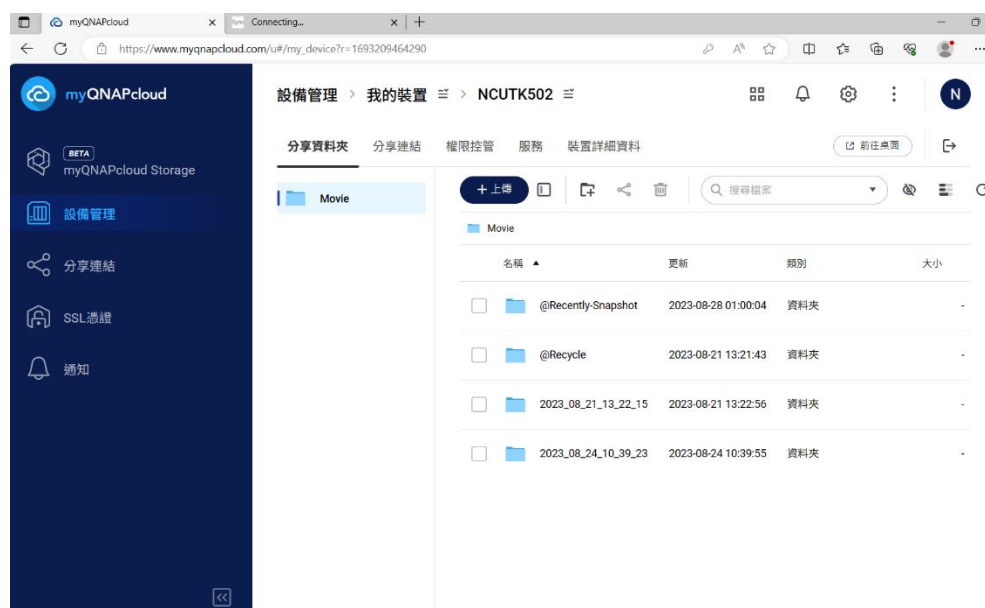 myQNAPcloud
Connecting...
https://www.myqnapcloud.com/u#/my_device?r=1693209464290
myQNAPcloud
設備管理 > 我的裝置 > NCUTK502
N
分享資料夾 分享連結 權限控管 服務 裝置詳細資料 前往桌面
BETA
myQNAPcloud Storage
設備管理
分享連結
SSL憑證
通知
Movie
+上傳 搜尋檔案
Movie
名稱 更新 類別 大小
@Recently-Snapshot 2023-08-28 01:00:04 資料夾 -
@Recycle 2023-08-21 13:21:43 資料夾 -
2023_08_21_13_22_15 2023-08-21 13:22:56 資料夾 -
2023_08_24_10_39_23 2023-08-24 10:39:55 資料夾 -